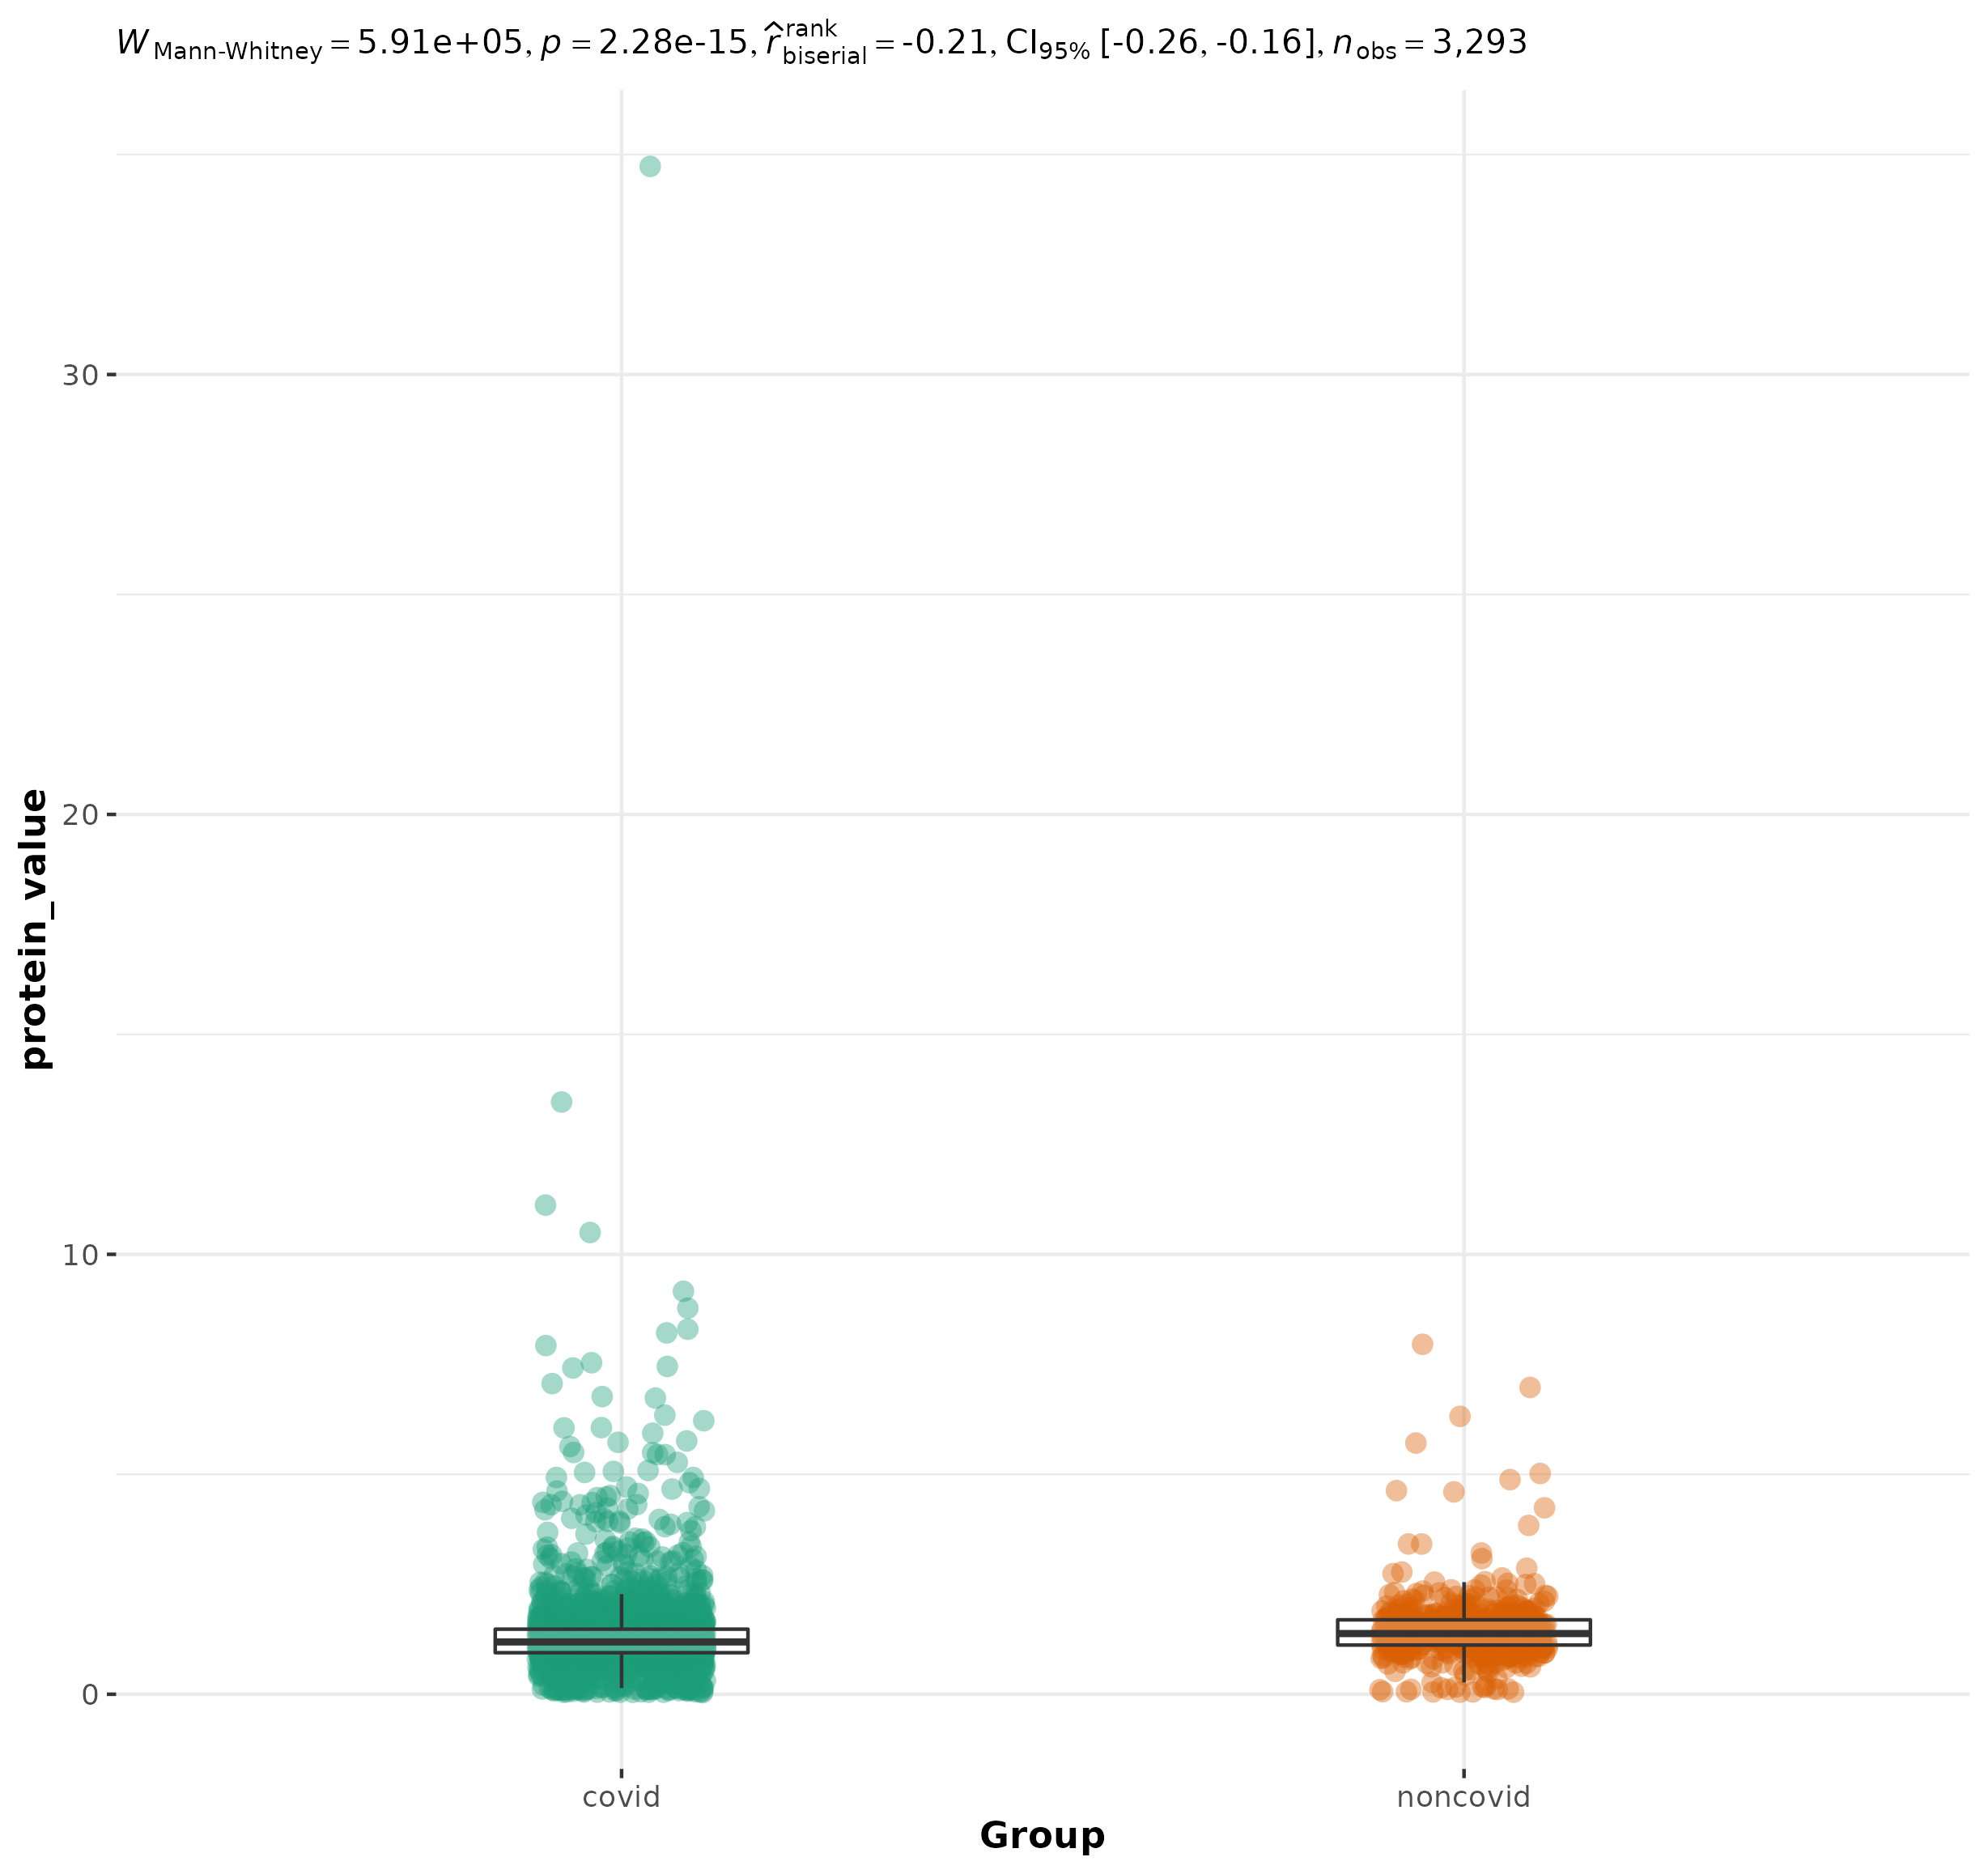 W Mann-Whitney = 5.91e+05, p = 2.28e-15, r̂ rank biserial = -0.21, CI95% [-0.26, -0.16], n obs = 3,293
30
20
10
0
protein_value
covid noncovid
Group